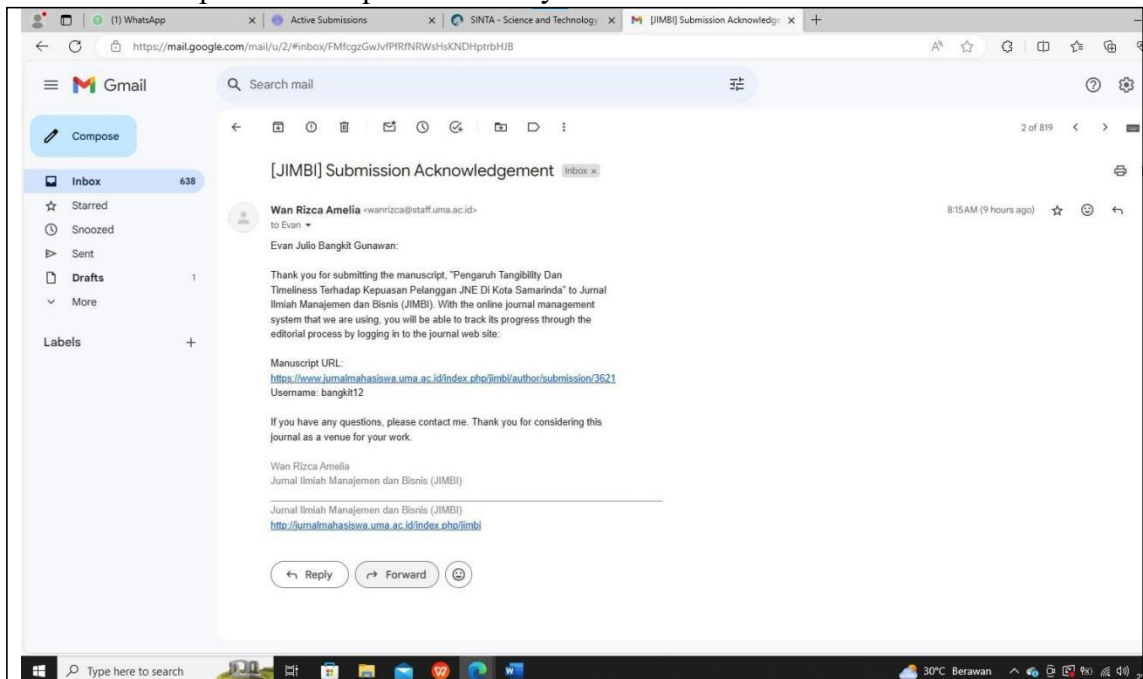 (1) WhatsApp
Active Submissions
SINTA - Science and Technology
[JIMBI] Submission Acknowledge
https://mail.google.com/mail/u/2/#inbox/FMfcgzGwJvfPfRfNRWsHsKNDHptrbHJB
Gmail
Search mail
Compose
2 of 819
[JIMBI] Submission Acknowledgement Inbox x
Inbox 638
Starred
Snoozed
Sent
Drafts 1
More
Labels
Wan Rizca Amelia <wanrizca@staff.uma.ac.id>
8:15 AM (9 hours ago)
to Evan
Evan Julio Bangkit Gunawan:
Thank you for submitting the manuscript, "Pengaruh Tangibility Dan
Timeliness Terhadap Kepuasan Pelanggan JNE Di Kota Samarinda" to Jurnal
Ilmiah Manajemen dan Bisnis (JIMBI). With the online journal management
system that we are using, you will be able to track its progress through the
editorial process by logging in to the journal web site:
Manuscript URL:
https://www.jurnalmahasiswa.uma.ac.id/index.php/jimbi/author/submission/3621
Username: bangkit12
If you have any questions, please contact me. Thank you for considering this
journal as a venue for your work.
Wan Rizca Amelia
Jurnal Ilmiah Manajemen dan Bisnis (JIMBI)
Jurnal Ilmiah Manajemen dan Bisnis (JIMBI)
http://jurnalmahasiswa.uma.ac.id/index.php/jimbi
Reply
Forward
Type here to search
30°C Berawan